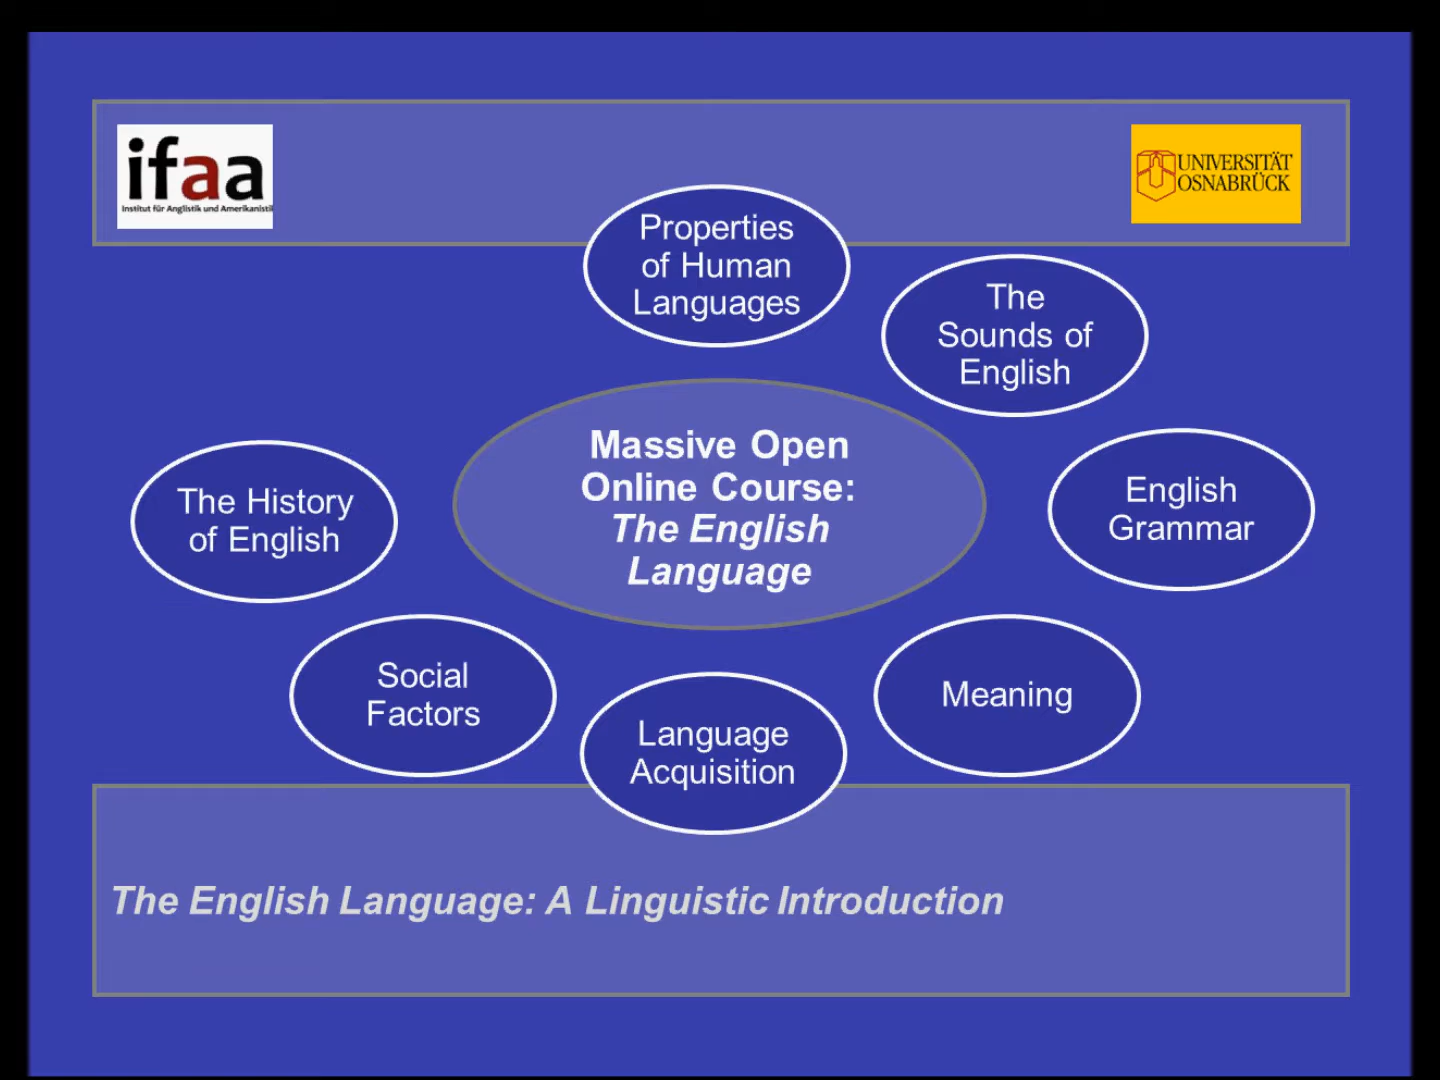 ifaa
Institut für Anglistik und Amerikanistik
UNIVERSITÄT
OSNABRÜCK
Properties
of Human
Languages
The
Sounds of
English
Massive Open
Online Course:
The English
Language
The History
of English
English
Grammar
Social
Factors
Meaning
Language
Acquisition
The English Language: A Linguistic Introduction